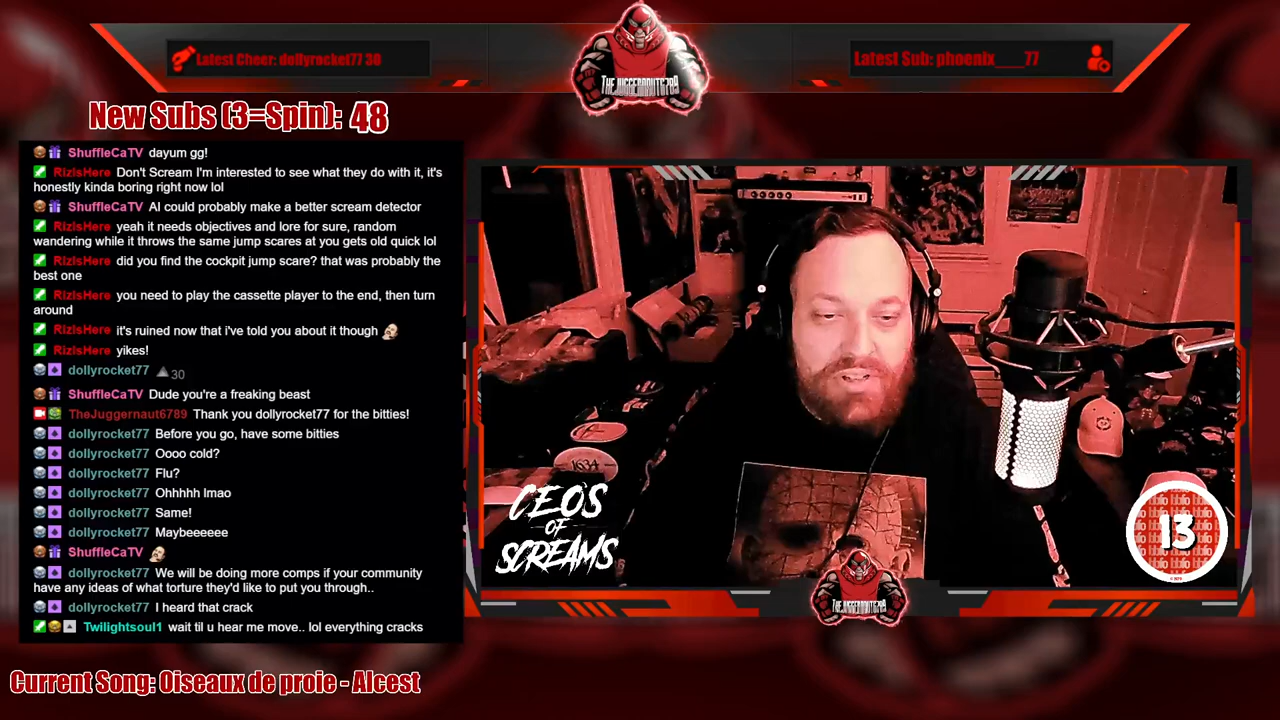 Latest Cheer: dollyrocket77 30
THEJUGGERNAUT6789
Latest Sub: phoenix___77
New Subs (3=Spin): 48
ShuffleCaTV dayum gg!
RizIsHere Don't Scream I'm interested to see what they do with it, it's
honestly kinda boring right now lol
ShuffleCaTV AI could probably make a better scream detector
RizIsHere yeah it needs objectives and lore for sure, random
wandering while it throws the same jump scares at you gets old quick lol
RizIsHere did you find the cockpit jump scare? that was probably the
best one
RizIsHere you need to play the cassette player to the end, then turn
around
RizIsHere it's ruined now that i've told you about it though
RizIsHere yikes!
dollyrocket77 30
ShuffleCaTV Dude you're a freaking beast
TheJuggernaut6789 Thank you dollyrocket77 for the bitties!
dollyrocket77 Before you go, have some bitties
dollyrocket77 Oooo cold?
dollyrocket77 Flu?
dollyrocket77 Ohhhhh lmao
dollyrocket77 Same!
dollyrocket77 Maybeeeeee
ShuffleCaTV
dollyrocket77 We will be doing more comps if your community
have any ideas of what torture they'd like to put you through..
dollyrocket77 I heard that crack
Twilightsoul1 wait til u hear me move.. lol everything cracks
1634
CEOS
OF
SCREAMS
13
THEJUGGERNAUT6789
Current Song: Oiseaux de proie - Alcest